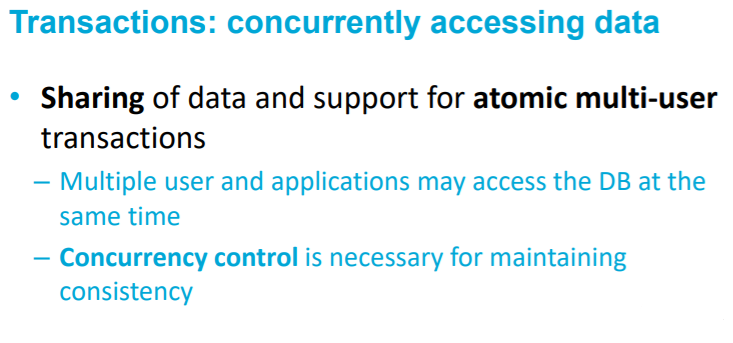 Transactions: concurrently accessing data
• Sharing of data and support for atomic multi-user
transactions
– Multiple user and applications may access the DB at the
same time
– Concurrency control is necessary for maintaining
consistency